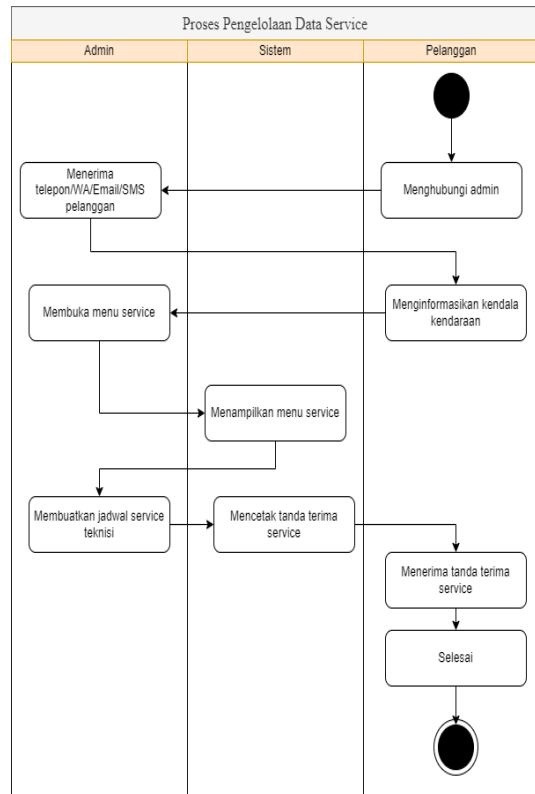 Proses Pengelolaan Data Service
Admin
Sistem
Pelanggan
Menghubungi admin
Menerima
telepon/WA/Email/SMS
pelanggan
Menginformasikan kendala
kendaraan
Membuka menu service
Menampilkan menu service
Membuatkan jadwal service
teknisi
Mencetak tanda terima
service
Menerima tanda terima
service
Selesai